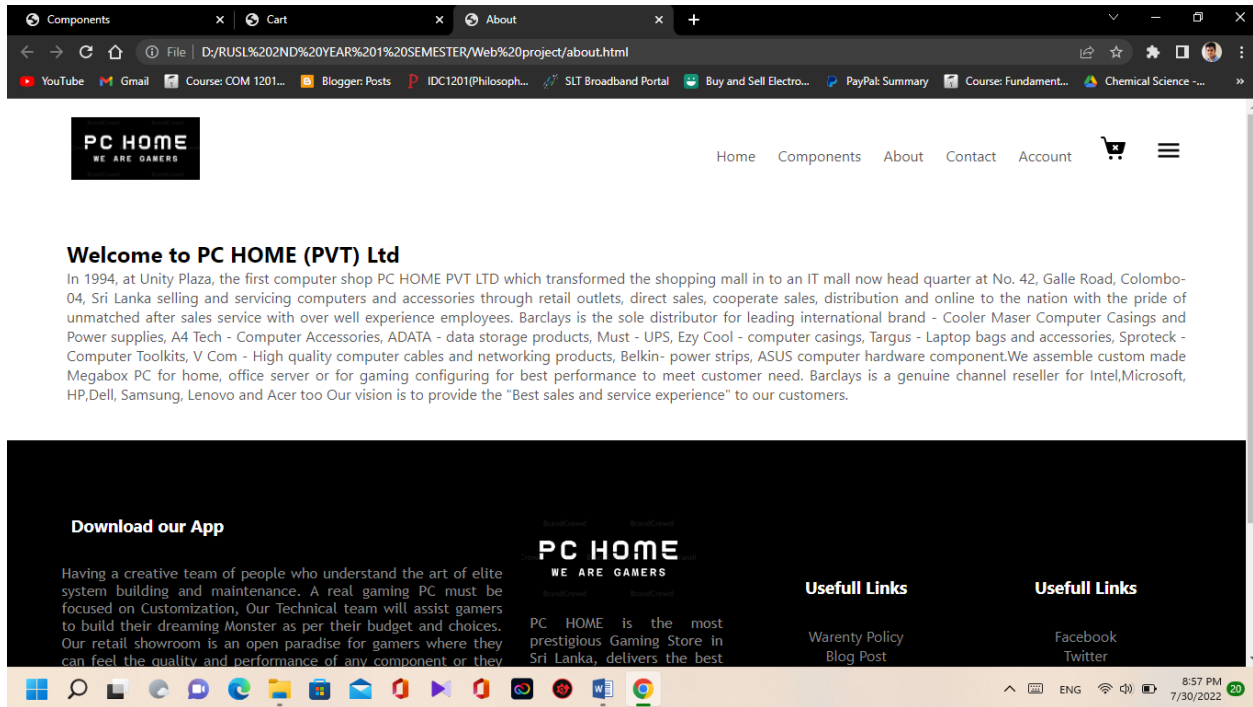 Components
Cart
About
File D:/RUSL%202ND%20YEAR%201%20SEMESTER/Web%20project/about.html
YouTube Gmail Course: COM 1201... Blogger: Posts IDC1201(Philosoph... SLT Broadband Portal Buy and Sell Electro... PayPal: Summary Course: Fundament... Chemical Science -... »
PC HOME
WE ARE GAMERS
Home Components About Contact Account
Welcome to PC HOME (PVT) Ltd
In 1994, at Unity Plaza, the first computer shop PC HOME PVT LTD which transformed the shopping mall in to an IT mall now head quarter at No. 42, Galle Road, Colombo-
04, Sri Lanka selling and servicing computers and accessories through retail outlets, direct sales, cooperate sales, distribution and online to the nation with the pride of
unmatched after sales service with over well experience employees. Barclays is the sole distributor for leading international brand - Cooler Maser Computer Casings and
Power supplies, A4 Tech - Computer Accessories, ADATA - data storage products, Must - UPS, Ezy Cool - computer casings, Targus - Laptop bags and accessories, Sproteck -
Computer Toolkits, V Com - High quality computer cables and networking products, Belkin- power strips, ASUS computer hardware component.We assemble custom made
Megabox PC for home, office server or for gaming configuring for best performance to meet customer need. Barclays is a genuine channel reseller for Intel,Microsoft,
HP,Dell, Samsung, Lenovo and Acer too Our vision is to provide the "Best sales and service experience" to our customers.
Download our App
Having a creative team of people who understand the art of elite
system building and maintenance. A real gaming PC must be
focused on Customization, Our Technical team will assist gamers
to build their dreaming Monster as per their budget and choices.
Our retail showroom is an open paradise for gamers where they
can feel the quality and performance of any component or they
BrandCrowd BrandCrowd
PC HOME
WE ARE GAMERS
BrandCrowd BrandCrowd
PC HOME is the most
prestigious Gaming Store in
Sri Lanka, delivers the best
Usefull Links
Warenty Policy
Blog Post
Usefull Links
Facebook
Twitter
ENG
8:57 PM
7/30/2022
20